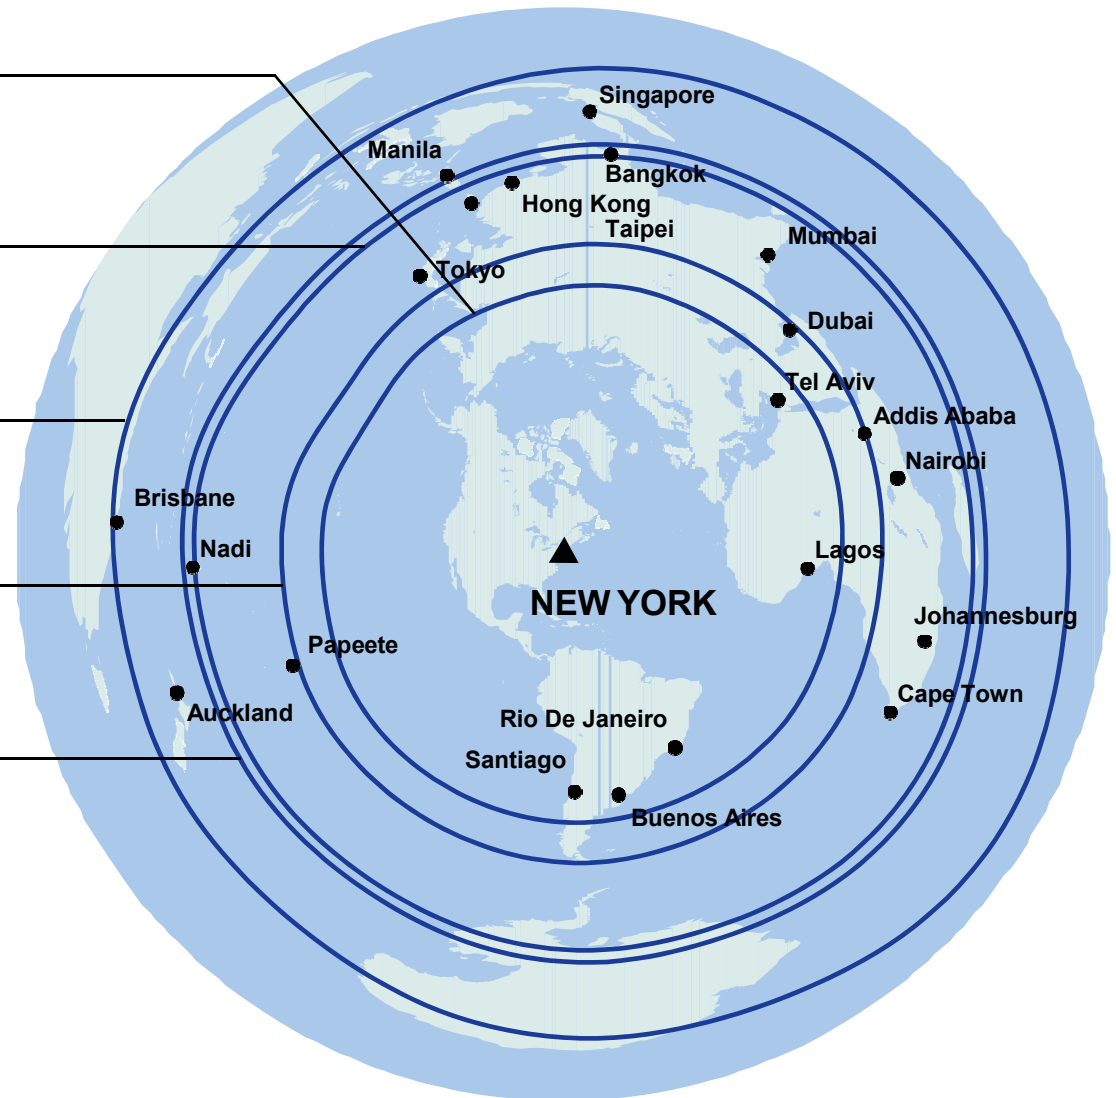 Singapore
Manila
Bangkok
Hong Kong
Taipei
Mumbai
Tokyo
Dubai
Tel Aviv
Addis Ababa
Nairobi
Brisbane
Nadi
Lagos
NEW YORK
Johannesburg
Papeete
Cape Town
Auckland
Rio De Janeiro
Santiago
Buenos Aires